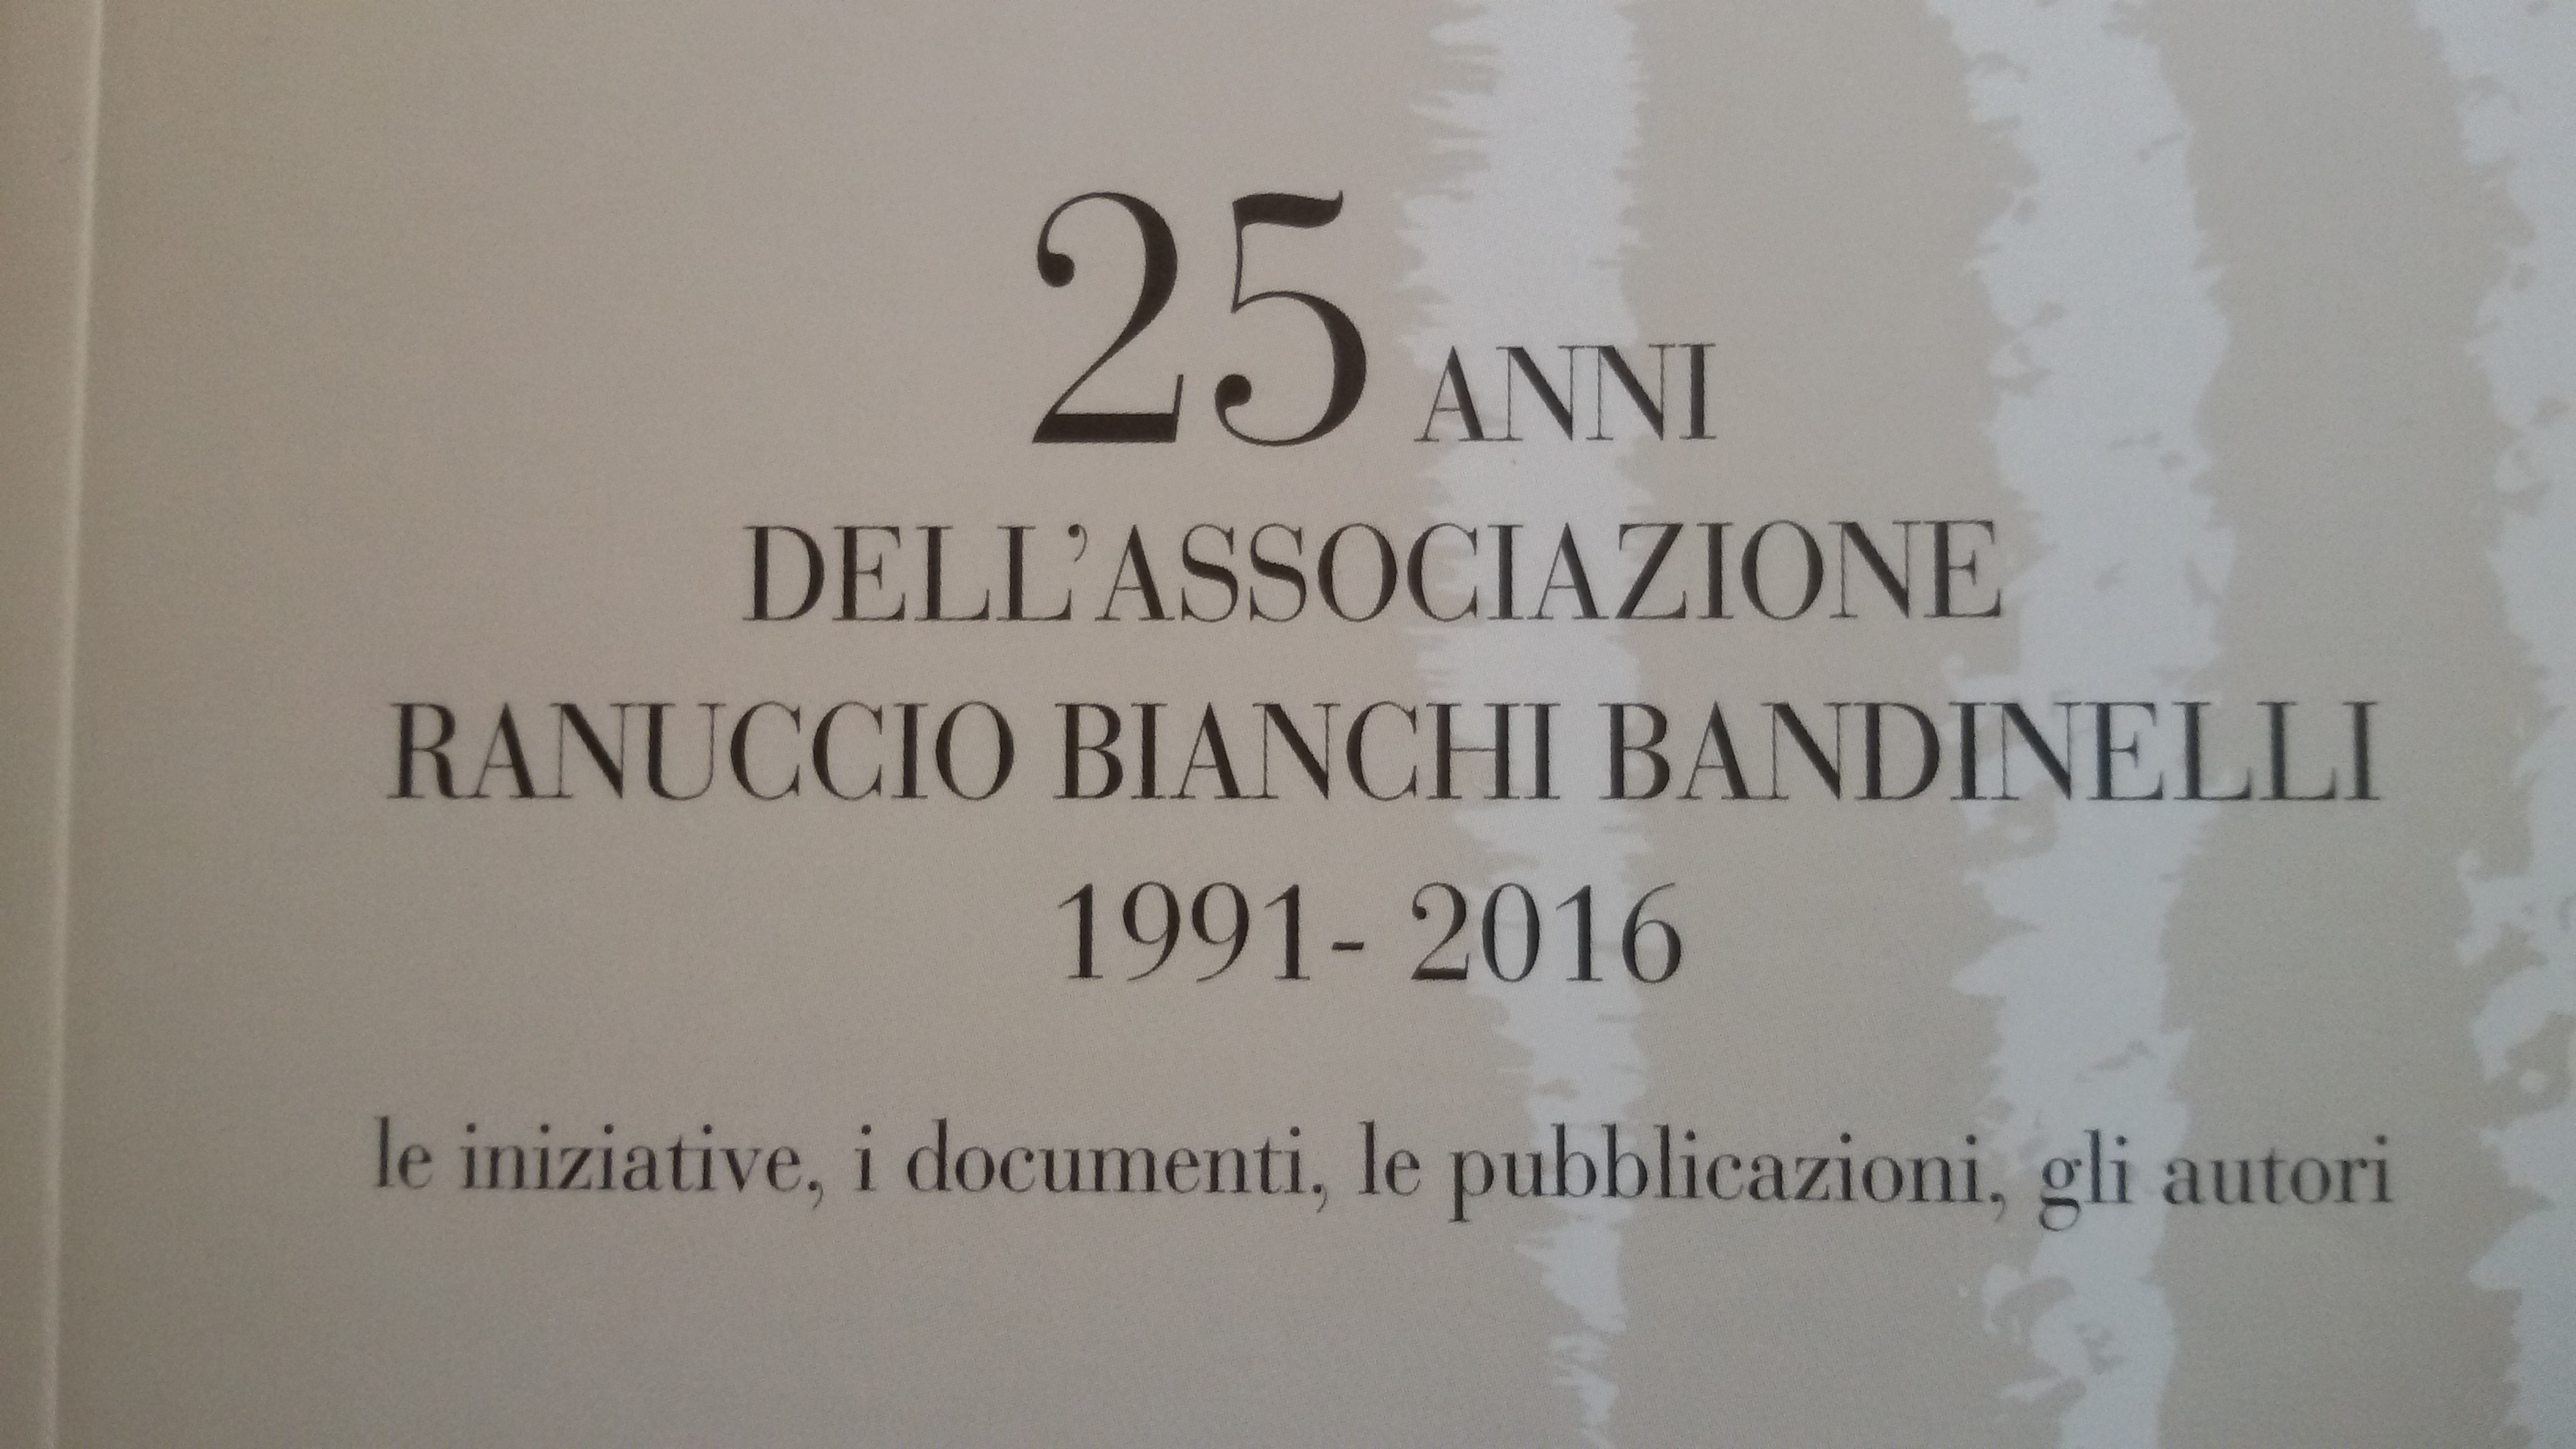 25 ANNI
DELL'ASSOCIAZIONE
RANUCCIO BIANCHI BANDINELLI
1991- 2016
le iniziative, i documenti, le pubblicazioni, gli autori